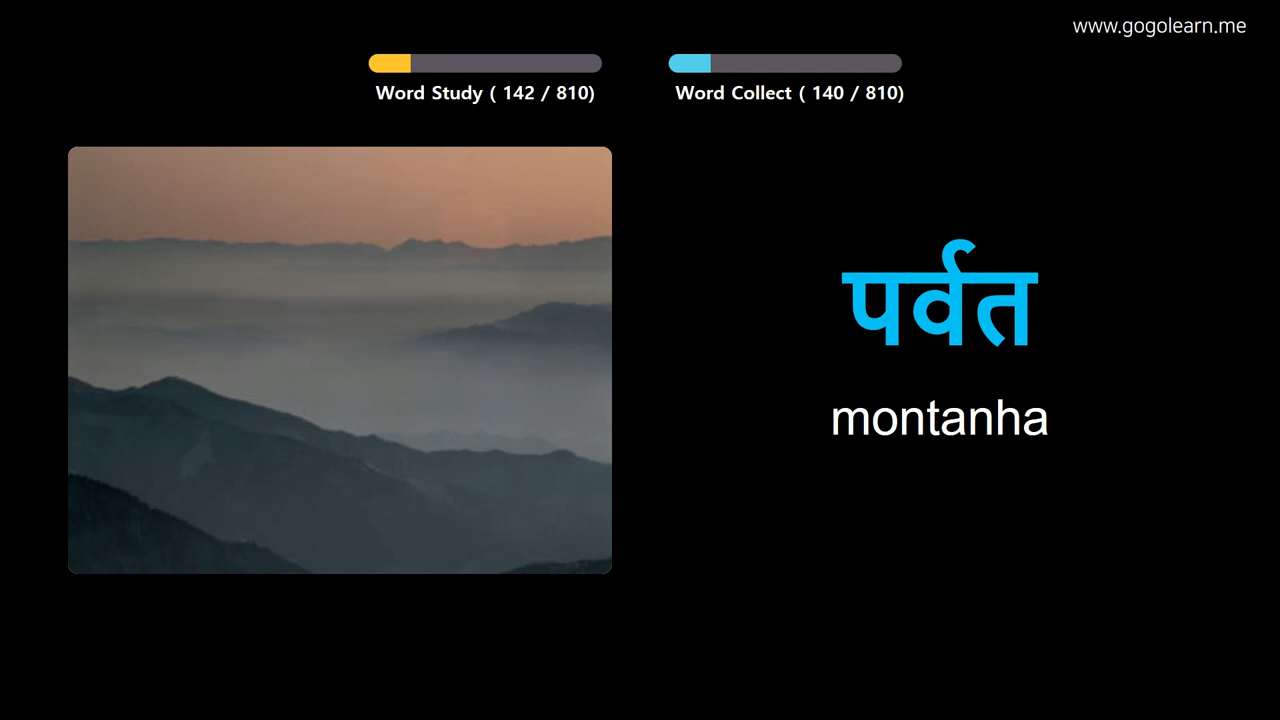 www.gogolearn.me
Word Study ( 142 / 810)
Word Collect ( 140 / 810)
पर्वत
montanha